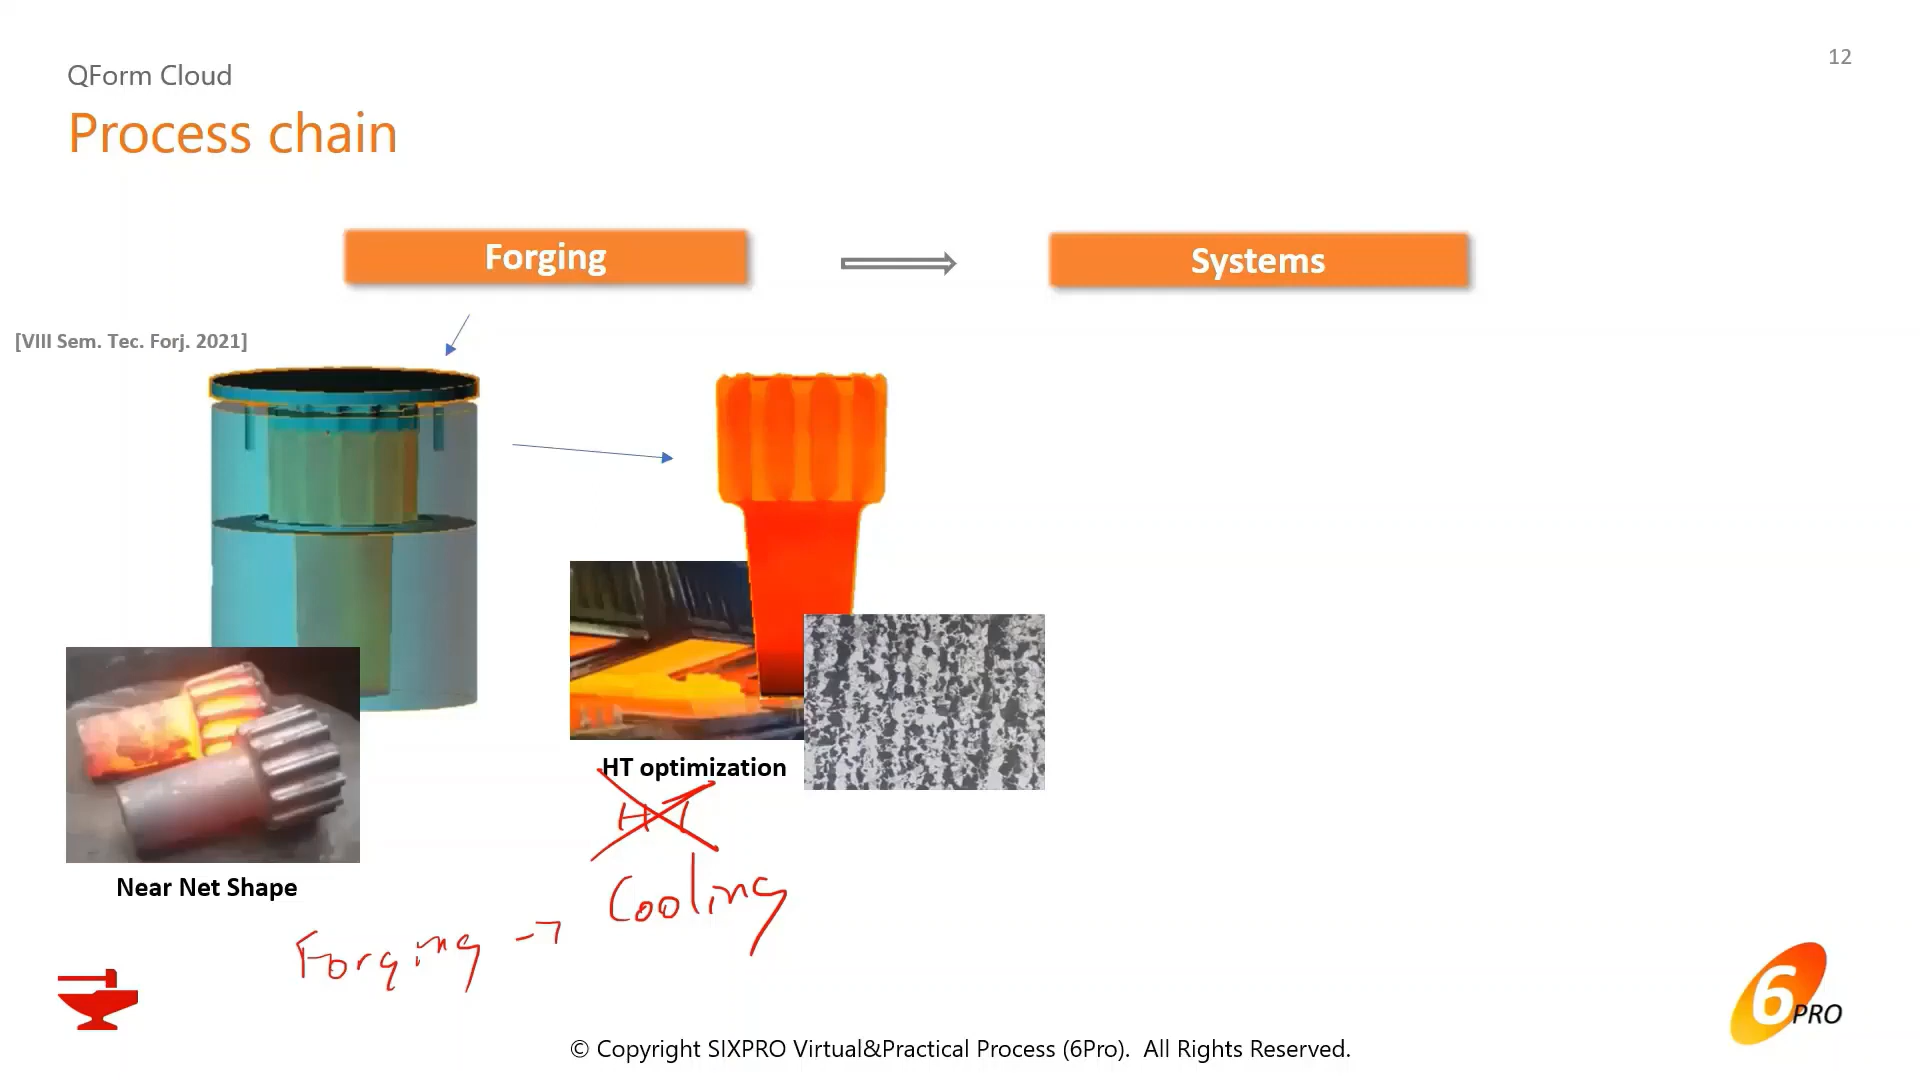 12
QForm Cloud
Process chain
Forging
Systems
[VIII Sem. Tec. Forj. 2021]
HT optimization
HT
Near Net Shape
Cooling
Forging →
6PRO
© Copyright SIXPRO Virtual&Practical Process (6Pro). All Rights Reserved.